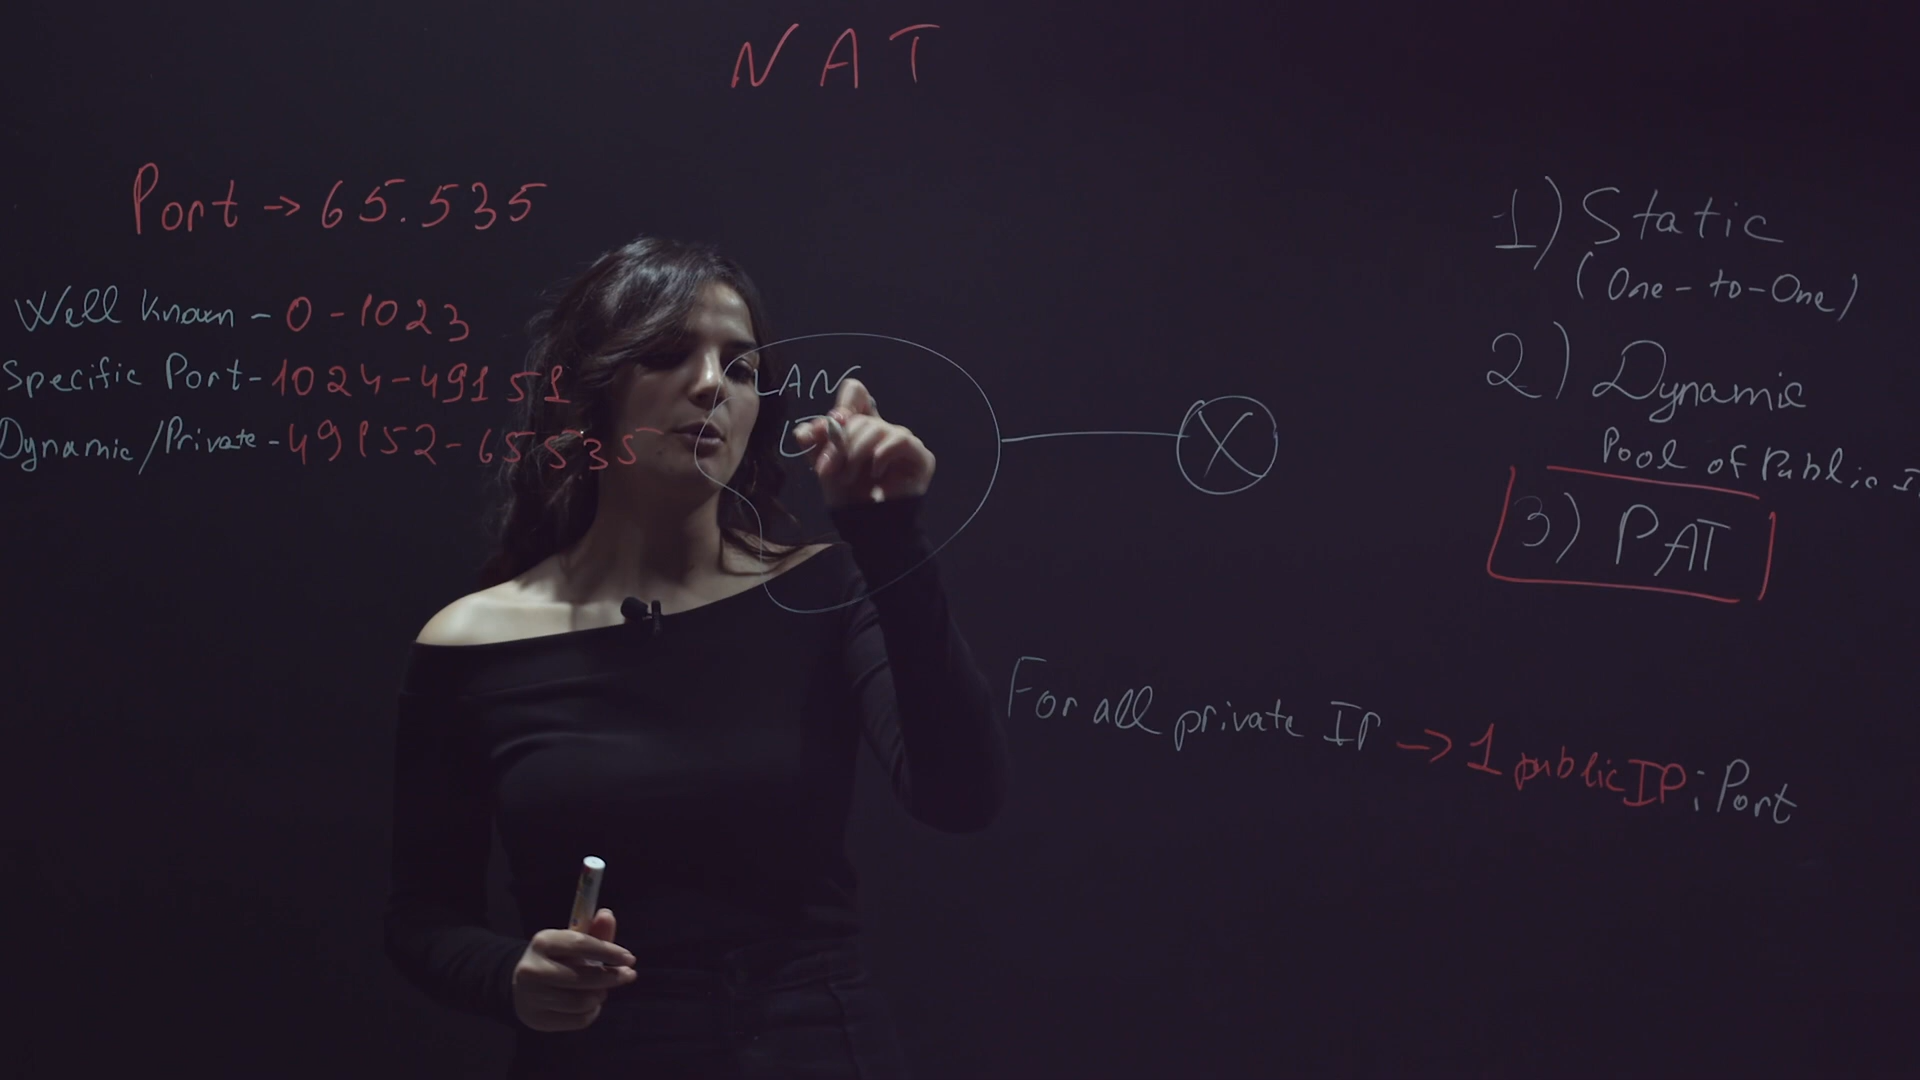 NAT
Port → 65.535
Well known - 0 - 1023
Specific Port - 1024 - 49151
Dynamic/Private - 49152 - 65535
LAN
X
1) Static
(One-to-One)
2) Dynamic
Pool of Public I
3) PAT
For all private IP → 1 public IP : Port